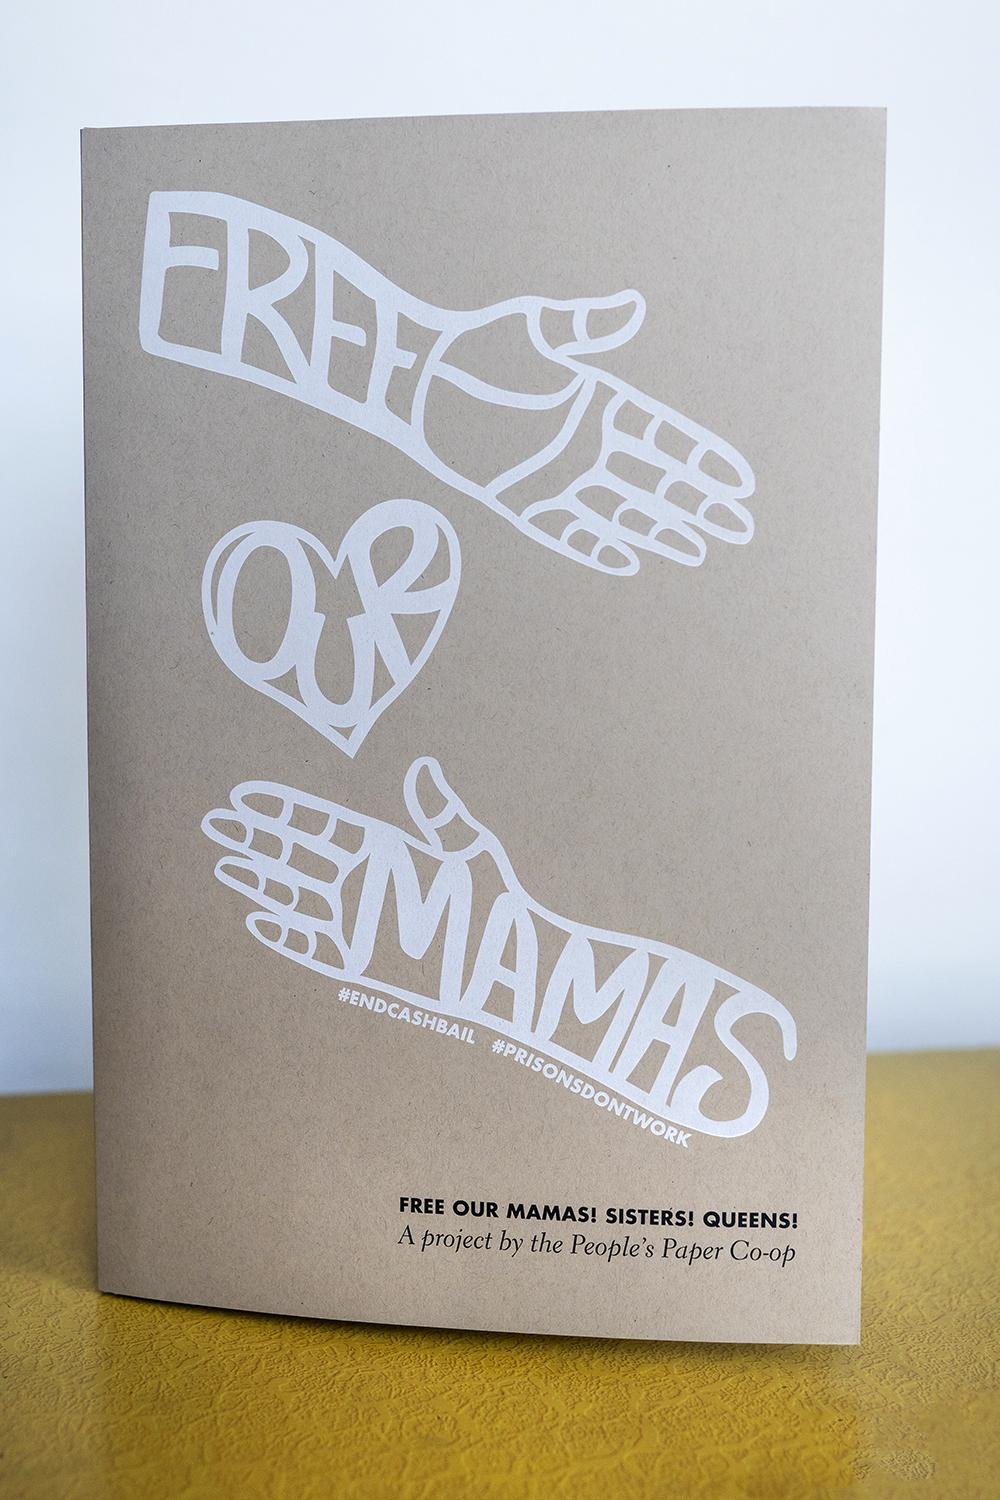 FREE
OUR
MAMAS
#ENDCASHBAIL #PRISONSDONTWORK
FREE OUR MAMAS! SISTERS! QUEENS!
A project by the People's Paper Co-op